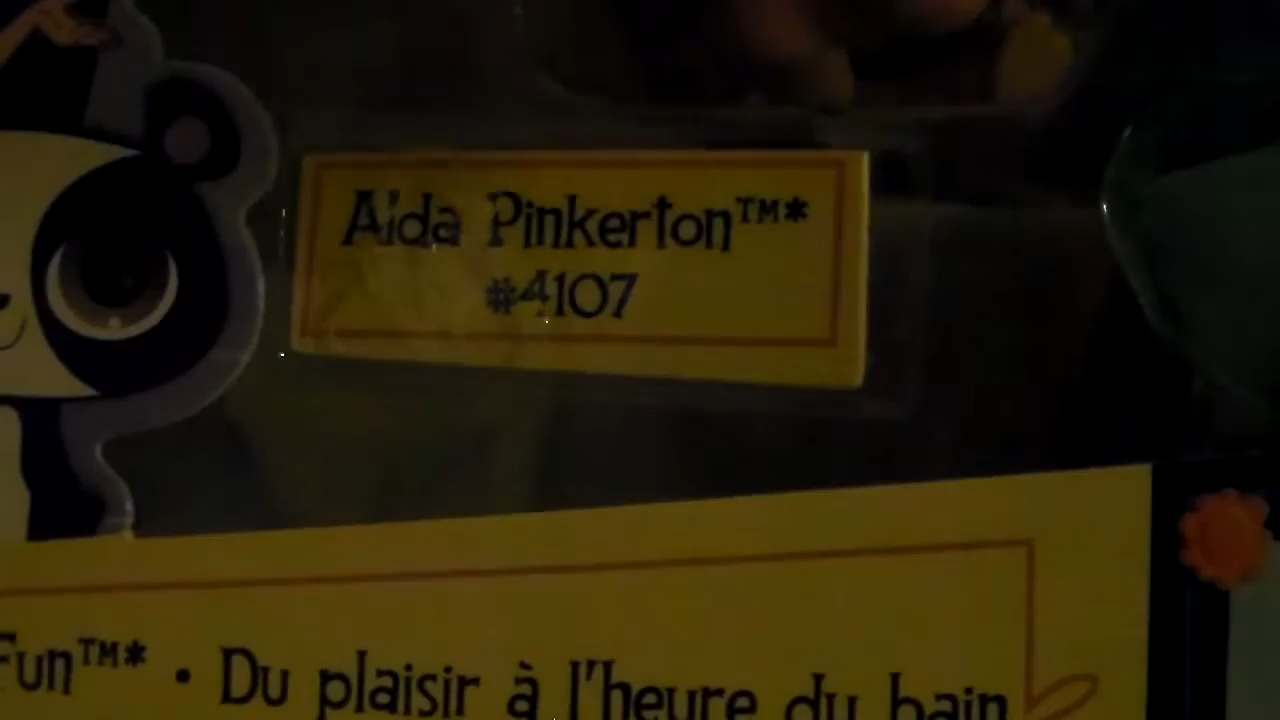 Aida Pinkerton™*
#4107
Fun™* • Du plaisir à l'heure du bain